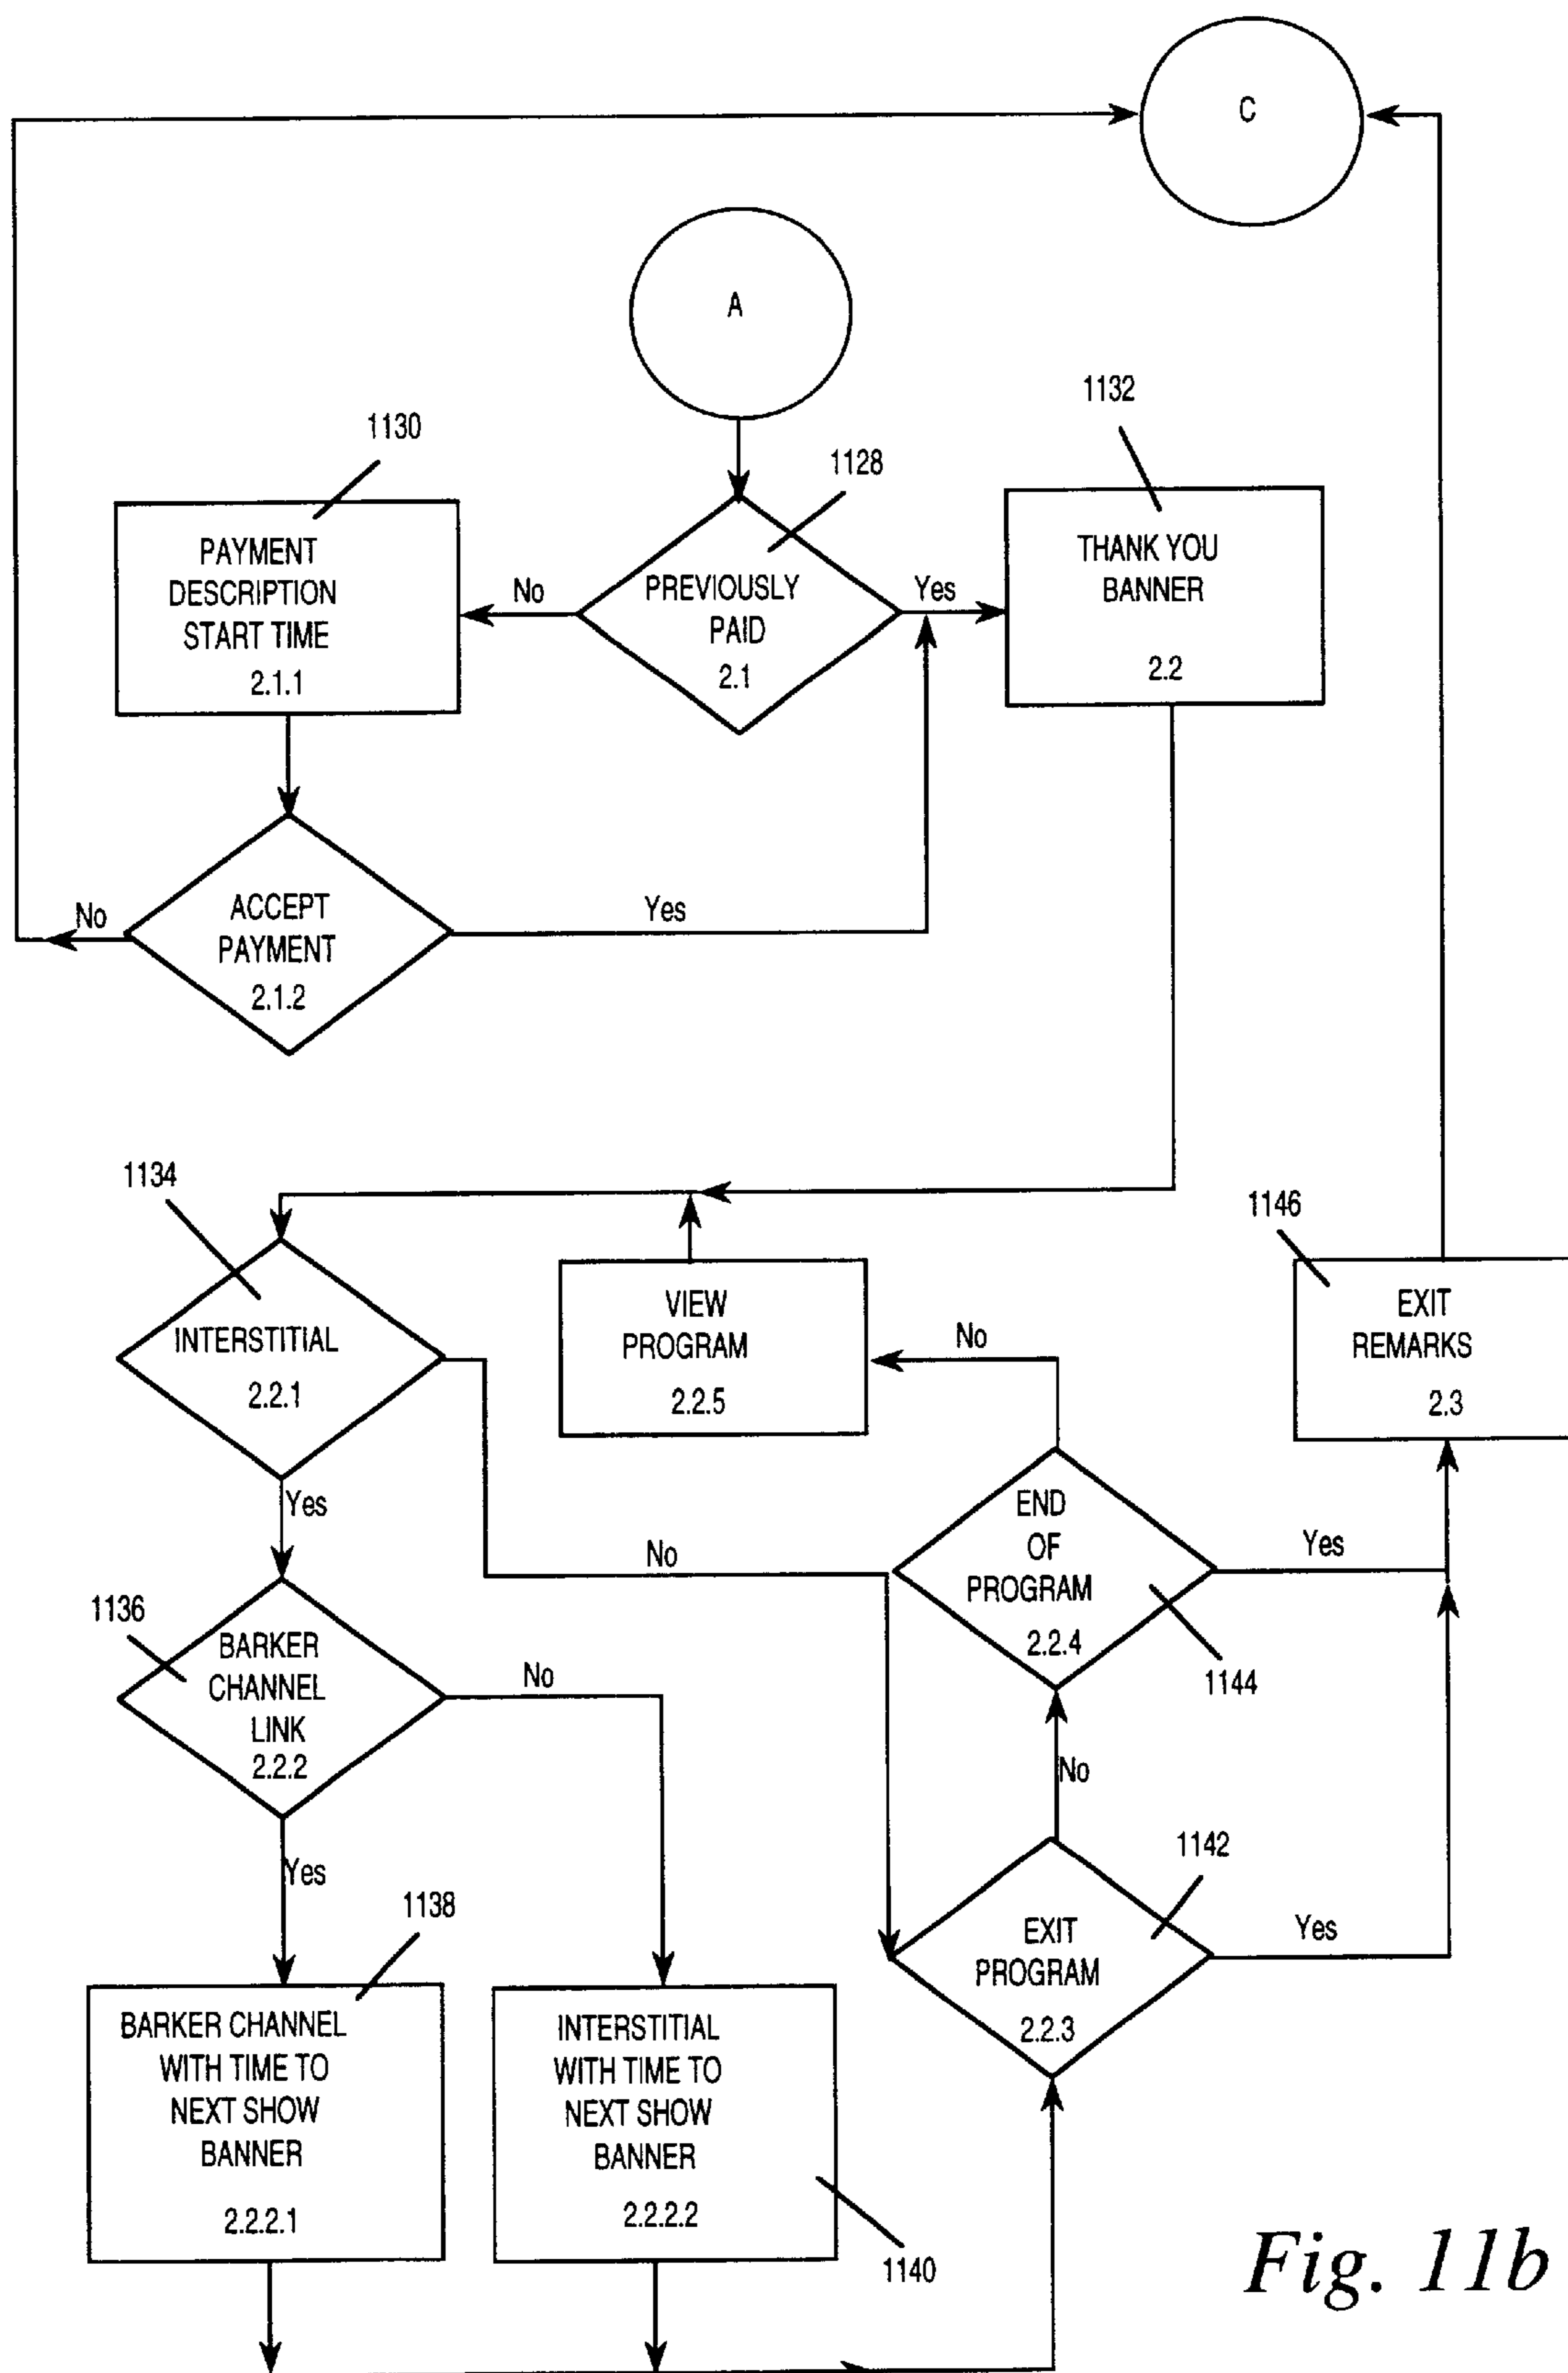 C
A
1132
1130
1128
PAYMENT
DESCRIPTION
START TIME
2.1.1
No
PREVIOUSLY
PAID
2.1
Yes
THANK YOU
BANNER
2.2
No
ACCEPT
PAYMENT
2.1.2
Yes
1134
1146
INTERSTITIAL
2.2.1
VIEW
PROGRAM
2.2.5
No
EXIT
REMARKS
2.3
Yes
No
END
OF
PROGRAM
2.2.4
Yes
1144
1136
BARKER
CHANNEL
LINK
2.2.2
No
No
Yes
1142
1138
EXIT
PROGRAM
2.2.3
Yes
BARKER CHANNEL
WITH TIME TO
NEXT SHOW
BANNER
2.2.2.1
INTERSTITIAL
WITH TIME TO
NEXT SHOW
BANNER
2.2.2.2
1140
Fig. 11b